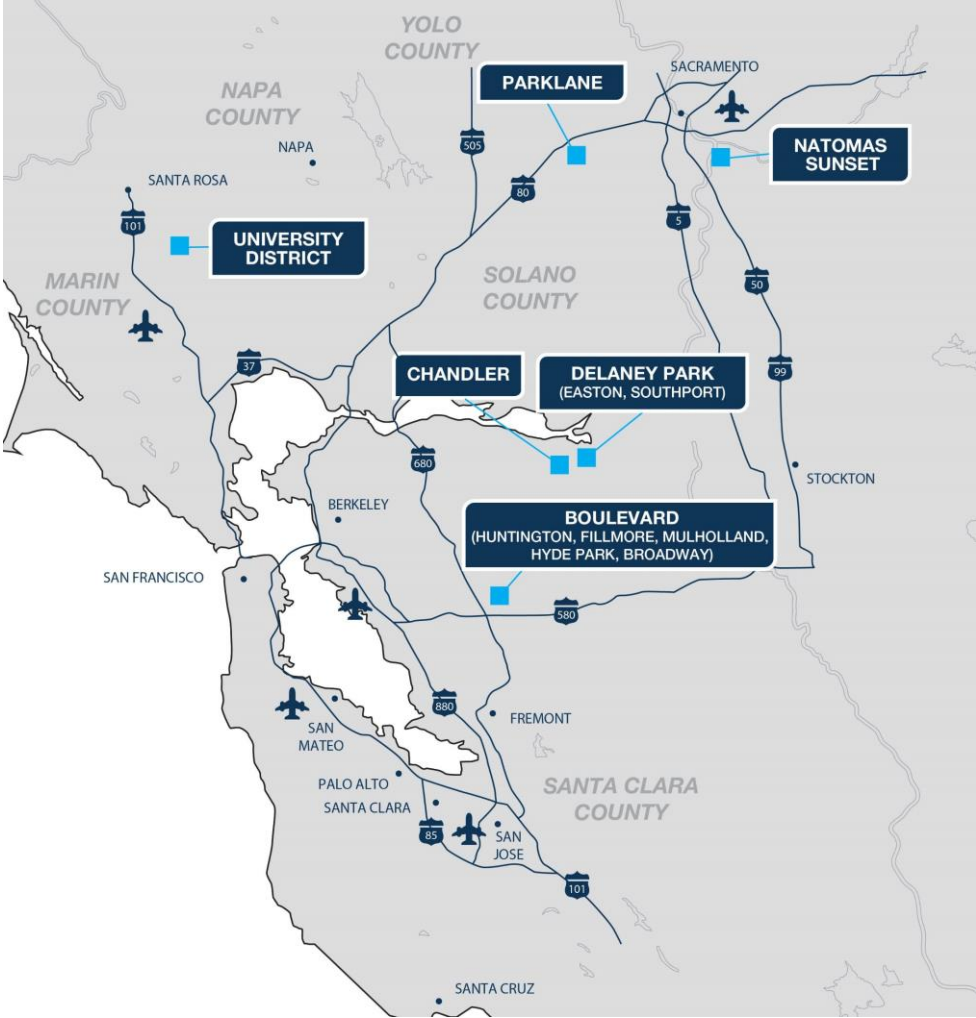 YOLO
COUNTY
SACRAMENTO
PARKLANE
NAPA
COUNTY
505
NATOMAS
SUNSET
NAPA
80
SANTA ROSA
101
5
UNIVERSITY
DISTRICT
MARIN
COUNTY
SOLANO
COUNTY
50
37
99
CHANDLER
DELANEY PARK
(EASTON, SOUTHPORT)
680
STOCKTON
BERKELEY
BOULEVARD
(HUNTINGTON, FILLMORE, MULHOLLAND,
HYDE PARK, BROADWAY)
SAN FRANCISCO
580
880
FREMONT
SAN
MATEO
PALO ALTO
SANTA CLARA
COUNTY
SANTA CLARA
85
SAN
JOSE
101
SANTA CRUZ